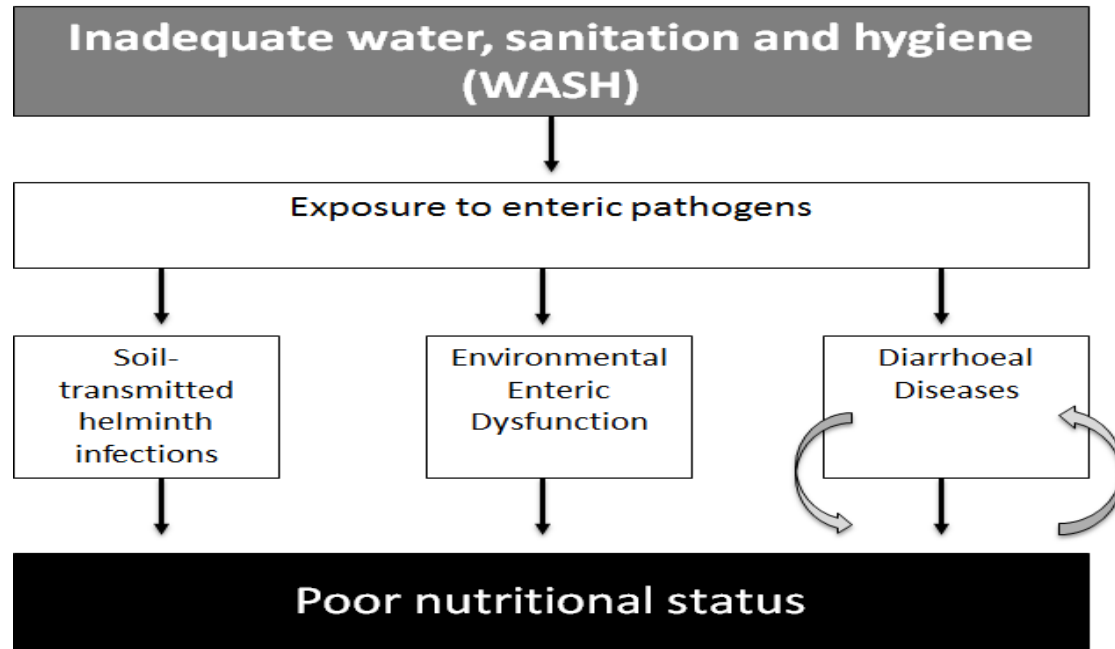 Inadequate water, sanitation and hygiene
(WASH)
Exposure to enteric pathogens
Soil-
transmitted
helminth
infections
Environmental
Enteric
Dysfunction
Diarrhoeal
Diseases
Poor nutritional status